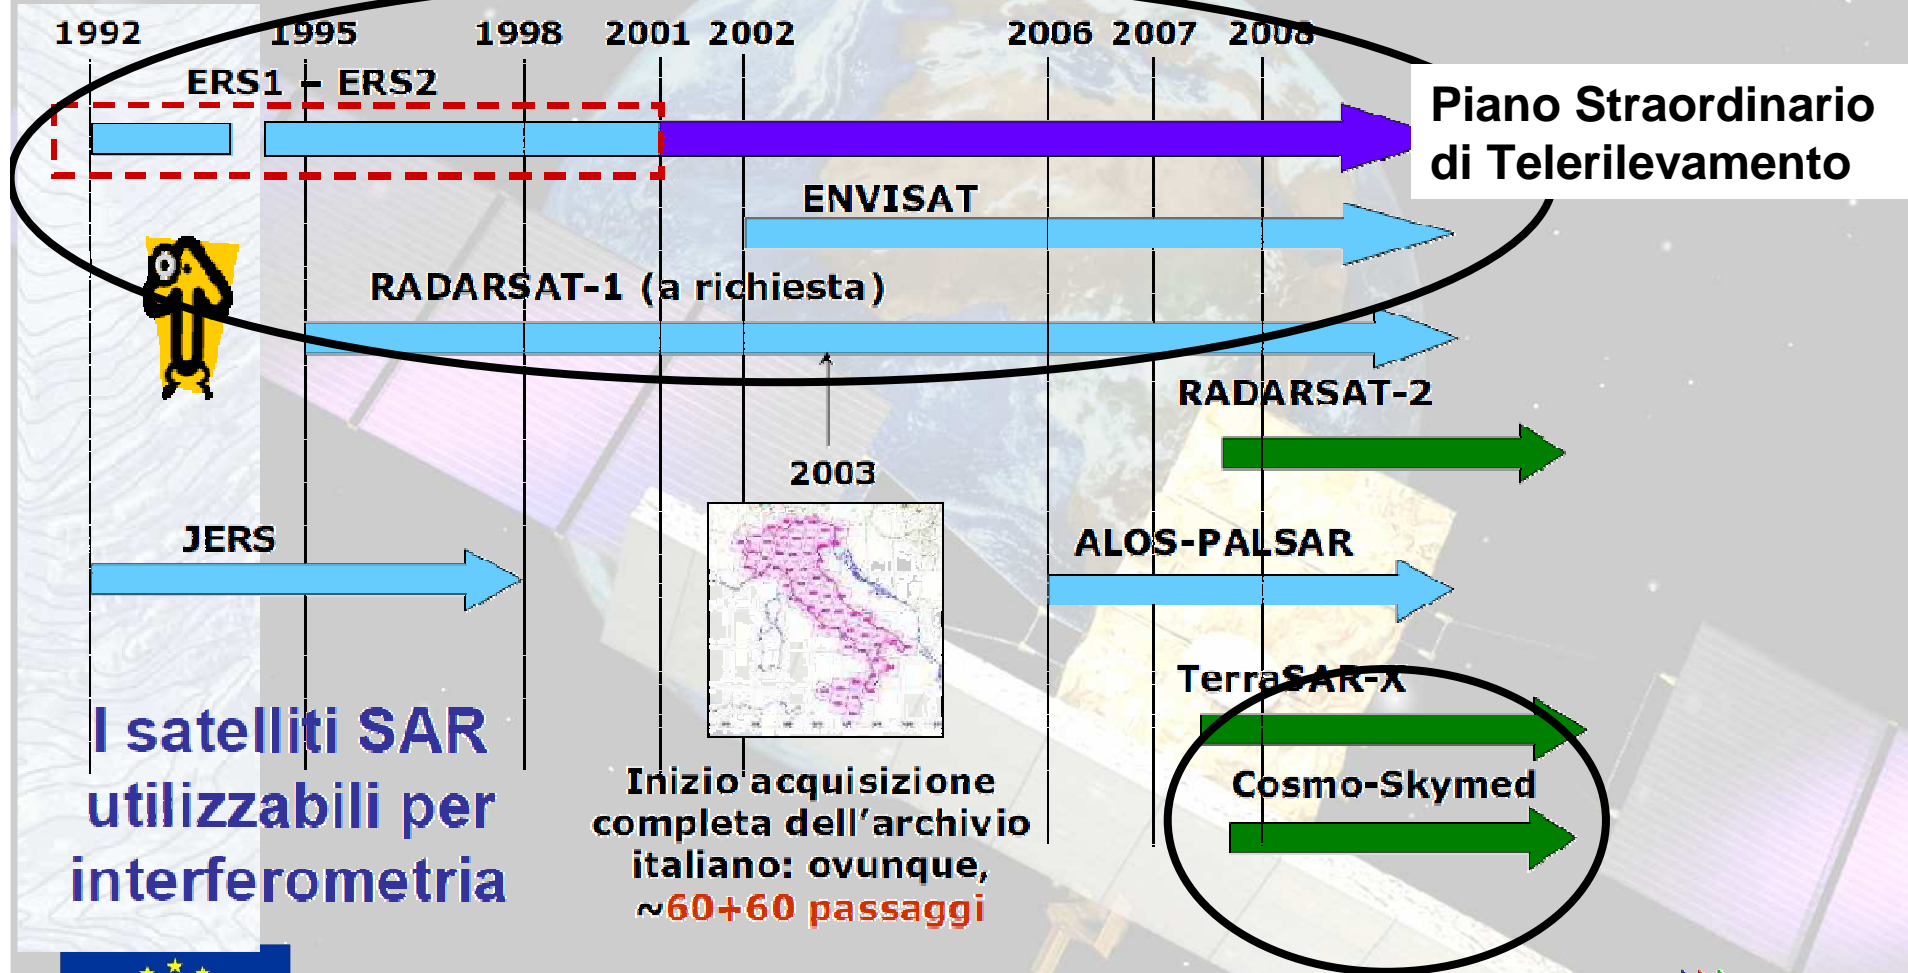 1992 1995 1998 2001 2002 2006 2007 2008
ERS1 – ERS2
Piano Straordinario
di Telerilevamento
ENVISAT
RADARSAT-1 (a richiesta)
RADARSAT-2
2003
JERS
ALOS-PALSAR
TerraSAR-X
I satelliti SAR
utilizzabili per
interferometria
Cosmo-Skymed
Inizio acquisizione
completa dell'archivio
italiano: ovunque,
~60+60 passaggi